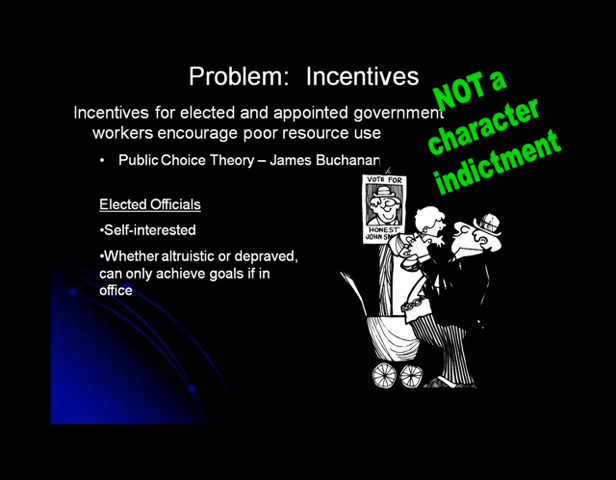 Problem: Incentives
NOT a
character
indictment
Incentives for elected and appointed government
workers encourage poor resource use
• Public Choice Theory – James Buchanan
VOTE FOR
HONEST
JOHN SM
Elected Officials
•Self-interested
•Whether altruistic or depraved,
can only achieve goals if in
office